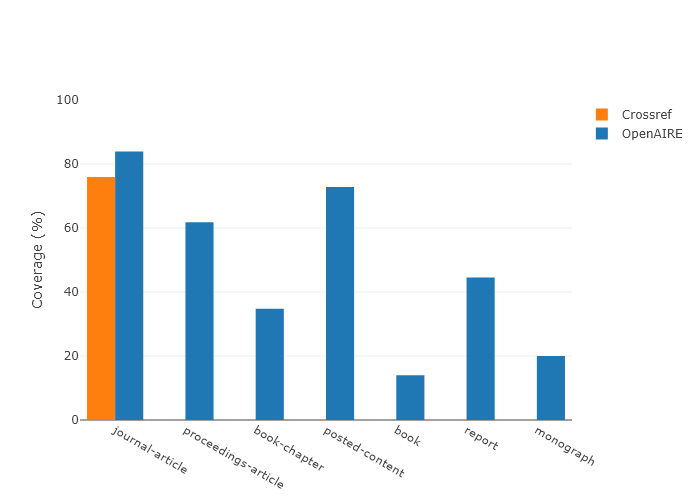 100
80
60
40
20
0
Coverage (%)
journal-article
proceedings-article
book-chapter
posted-content
book
report
monograph
Crossref
OpenAIRE